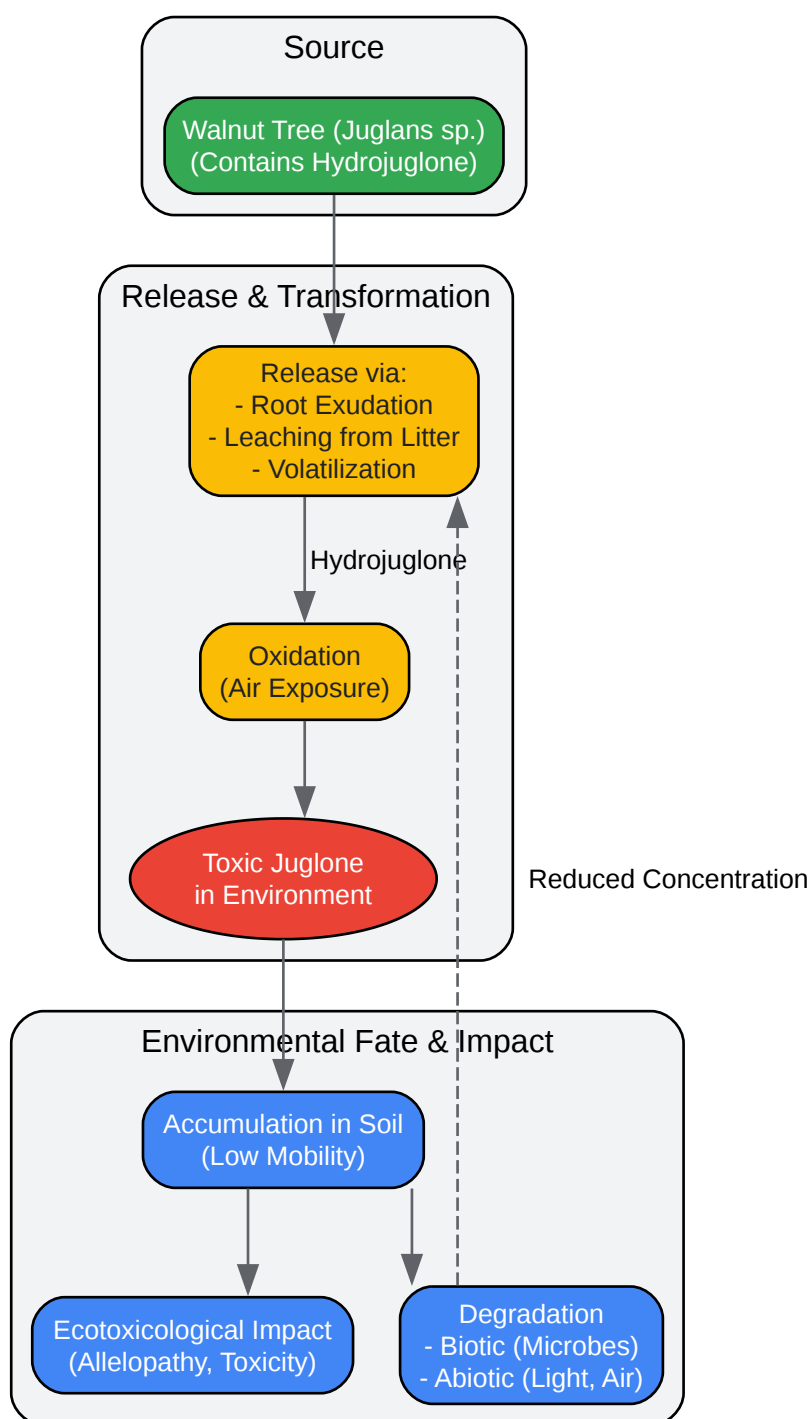 Source
Walnut Tree (Juglans sp.)
(Contains Hydrojuglone)
Release & Transformation
Release via:
- Root Exudation
- Leaching from Litter
- Volatilization
Hydrojuglone
Oxidation
(Air Exposure)
Toxic Juglone
in Environment
Reduced Concentration
Environmental Fate & Impact
Accumulation in Soil
(Low Mobility)
Ecotoxicological Impact
(Allelopathy, Toxicity)
Degradation
- Biotic (Microbes)
- Abiotic (Light, Air)